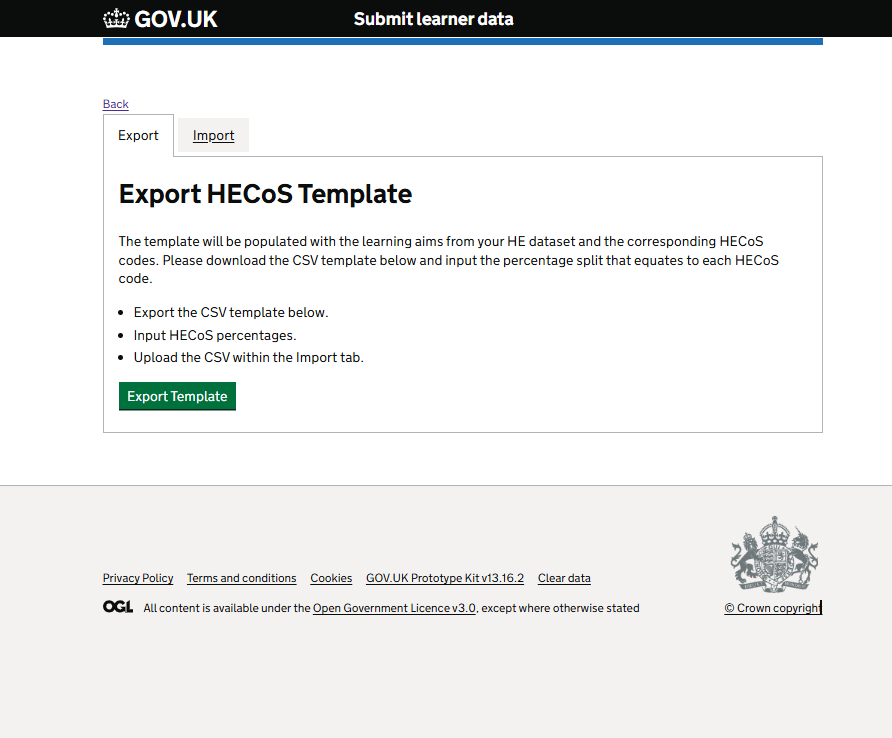 GOV.UK Submit learner data
Back
Export Import
Export HECoS Template
The template will be populated with the learning aims from your HE dataset and the corresponding HECoS
codes. Please download the CSV template below and input the percentage split that equates to each HECoS
code.
Export the CSV template below.
Input HECoS percentages.
Upload the CSV within the Import tab.
Export Template
Privacy Policy Terms and conditions Cookies GOV.UK Prototype Kit v13.16.2 Clear data
OGL All content is available under the Open Government Licence v3.0, except where otherwise stated
© Crown copyright